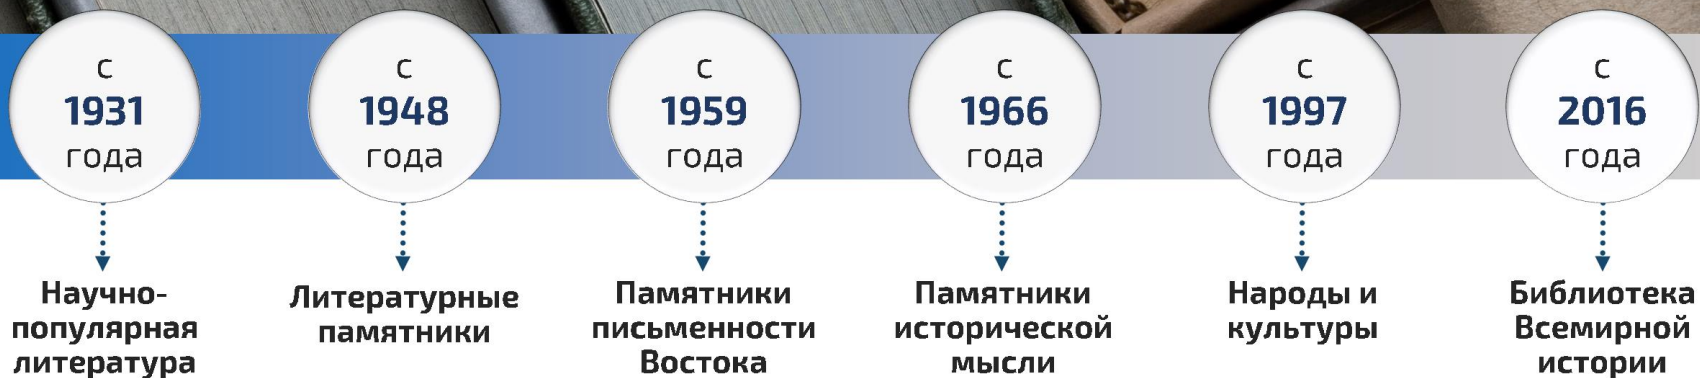 с
1931
года
с
1948
года
с
1959
года
с
1966
года
с
1997
года
с
2016
года
Научно-
популярная
литература
Литературные
памятники
Памятники
письменности
Востока
Памятники
исторической
мысли
Народы и
культуры
Библиотека
Всемирной
истории